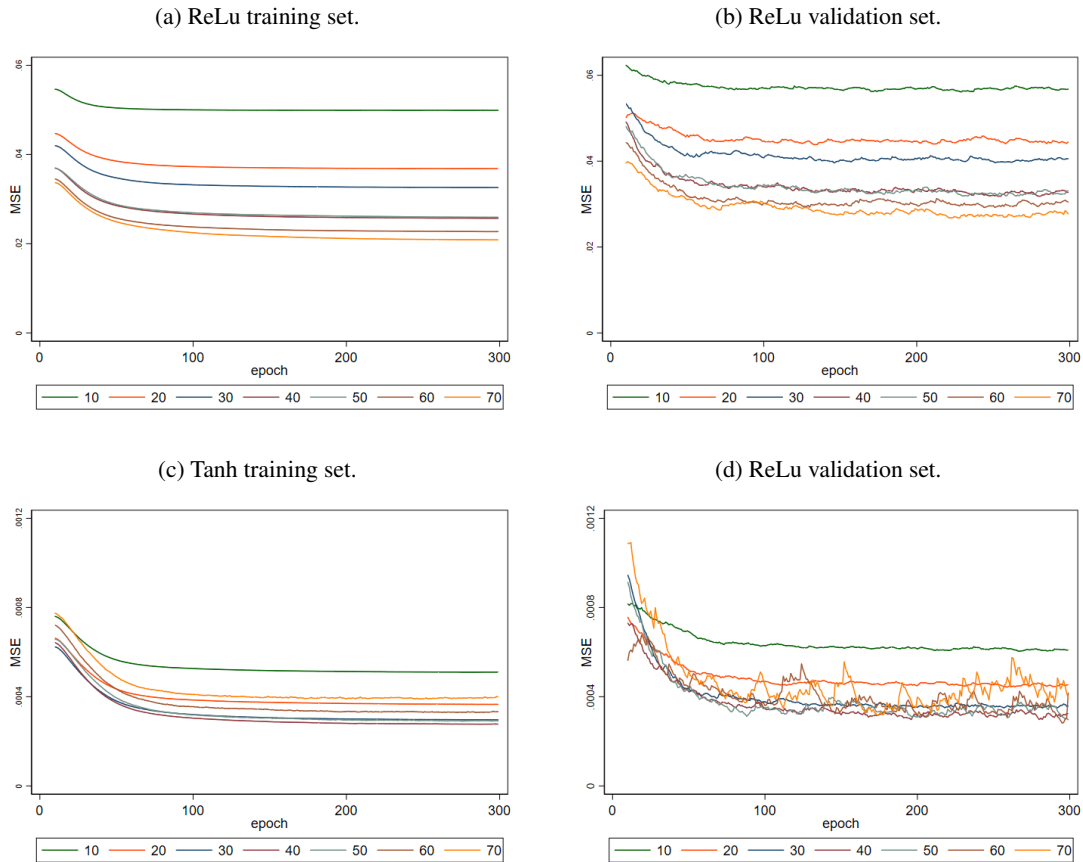 (a) ReLu training set.
(b) ReLu validation set.
.06
.04
.02
0
MSE
0 100 200 300
epoch
10 20 30 40 50 60 70
.06
.04
.02
0
MSE
0 100 200 300
epoch
10 20 30 40 50 60 70
(c) Tanh training set.
(d) ReLu validation set.
.0012
.0008
.0004
0
MSE
0 100 200 300
epoch
10 20 30 40 50 60 70
.0012
.0008
.0004
0
MSE
0 100 200 300
epoch
10 20 30 40 50 60 70